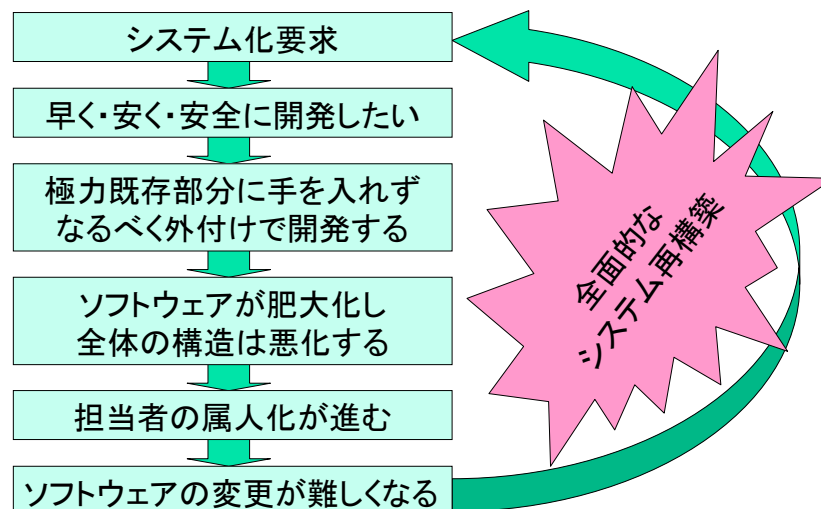 システム化要求
早く・安く・安全に開発したい
極力既存部分に手を入れず
なるべく外付けで開発する
ソフトウェアが肥大化し
全体の構造は悪化する
担当者の属人化が進む
ソフトウェアの変更が難しくなる
全面的な
システム再構築